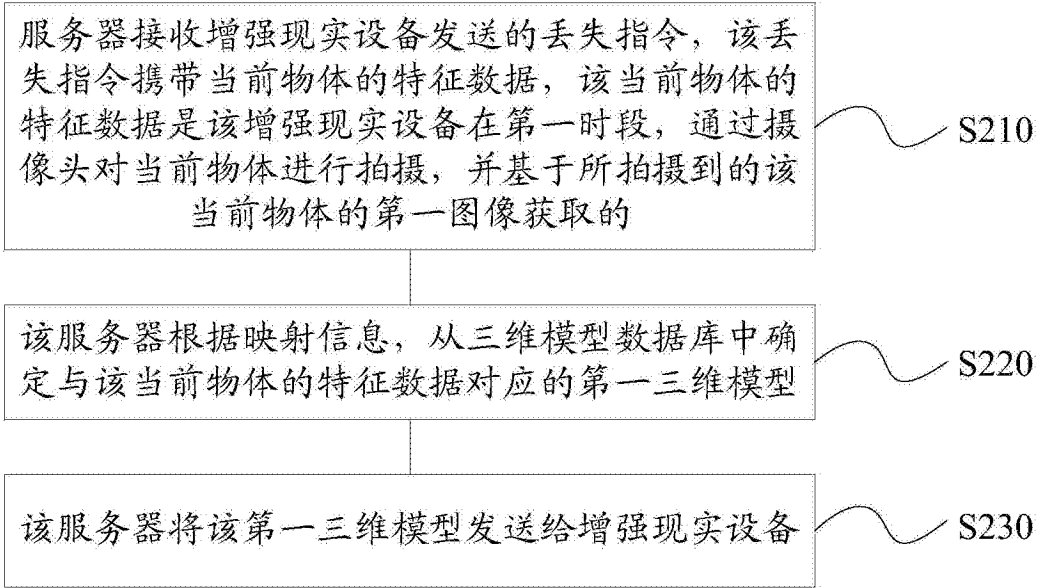 服务器接收增强现实设备发送的丢失指令，该丢
失指令携带当前物体的特征数据，该当前物体的
特征数据是该增强现实设备在第一时段，通过摄
像头对当前物体进行拍摄，并基于所拍摄到的该
当前物体的第一图像获取的
S210
该服务器根据映射信息，从三维模型数据库中确
定与该当前物体的特征数据对应的第一三维模型
S220
该服务器将该第一三维模型发送给增强现实设备
S230